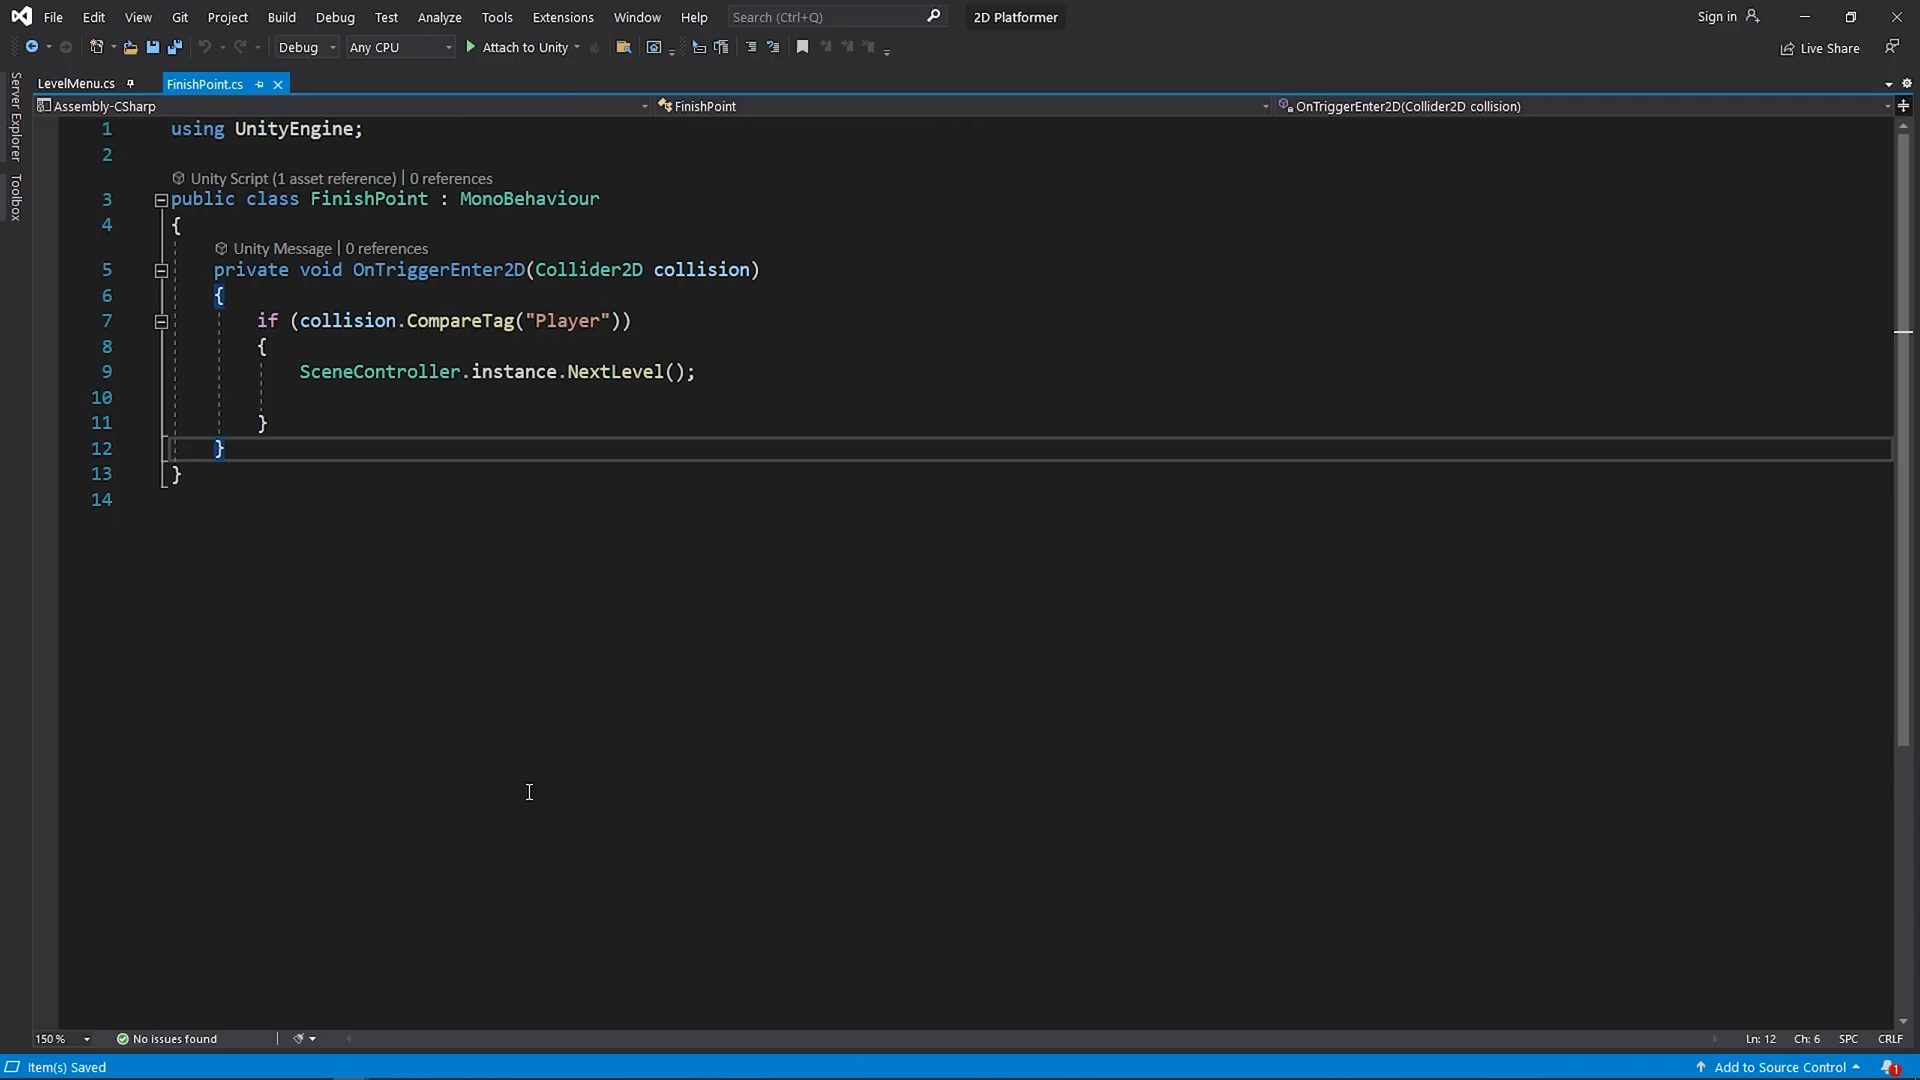 File Edit View Git Project Build Debug Test Analyze Tools Extensions Window Help Search (Ctrl+Q) 2D Platformer Sign in
Debug Any CPU Attach to Unity Live Share
Server Explorer
Toolbox
LevelMenu.cs FinishPoint.cs
Assembly-CSharp FinishPoint OnTriggerEnter2D(Collider2D collision)
1 using UnityEngine;
2
Unity Script (1 asset reference) | 0 references
3 public class FinishPoint : MonoBehaviour
4 {
Unity Message | 0 references
5 private void OnTriggerEnter2D(Collider2D collision)
6 {
7 if (collision.CompareTag("Player"))
8 {
9 SceneController.instance.NextLevel();
10
11 }
12 }
13 }
14
150 % No issues found Ln: 12 Ch: 6 SPC CRLF
Item(s) Saved Add to Source Control 1